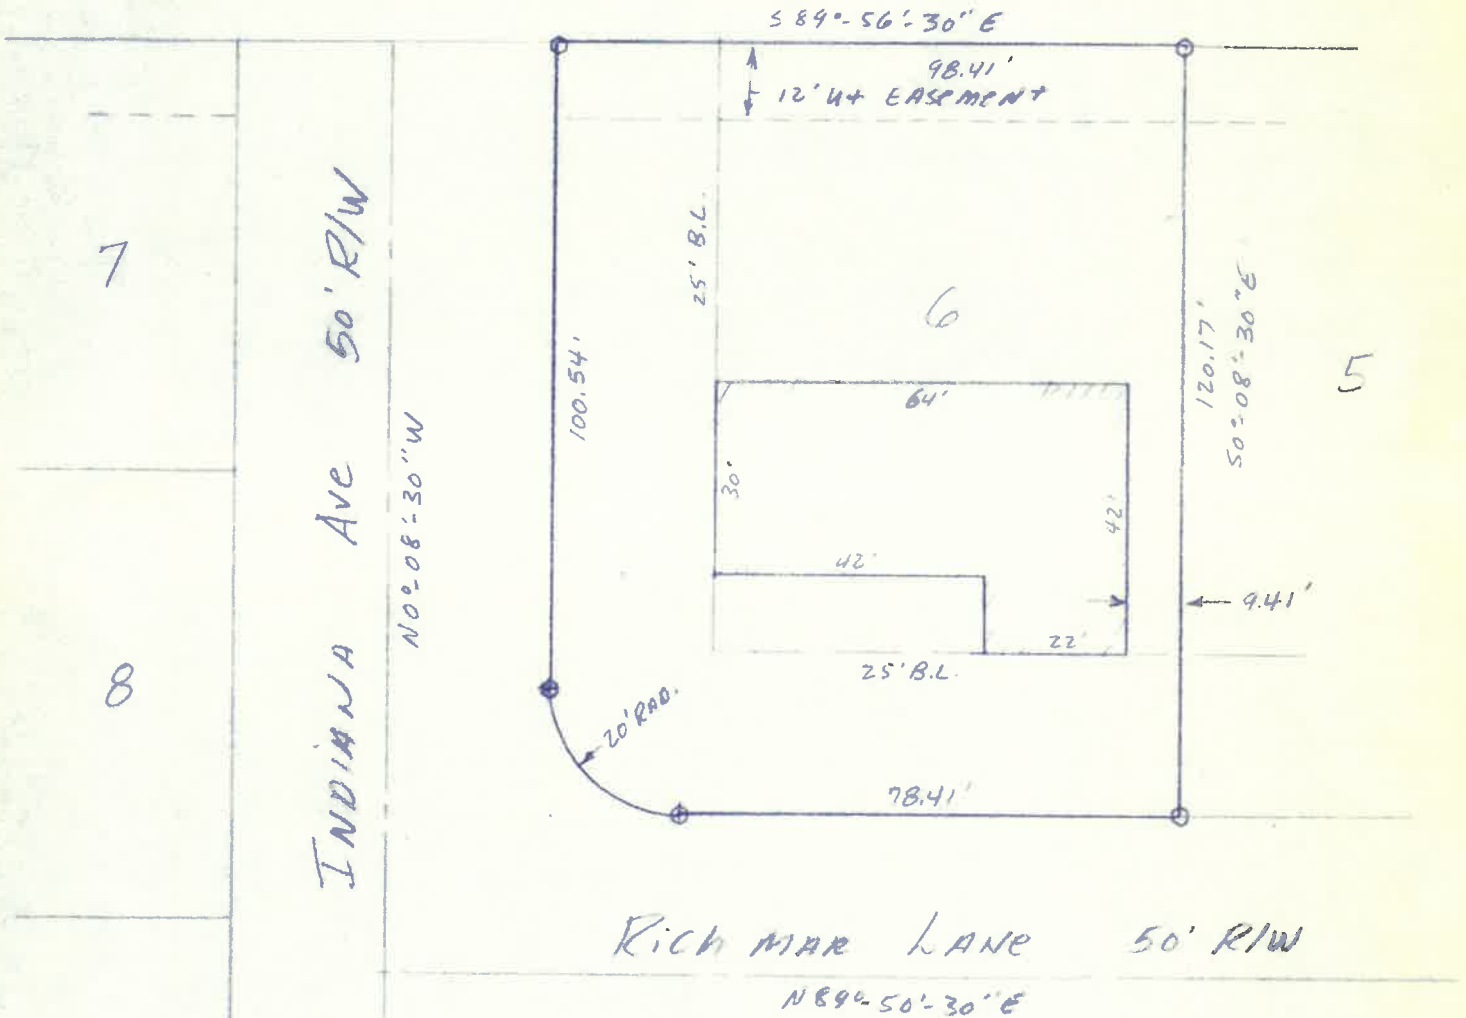 S 89°-56'-30" E
98.41'
12' Ut EASEMENT
7
INDIANA Ave 50' R/W
N0°-08'-30"W
25' B.L.
6
100.54'
120.17'
S0°-08'-30"E
5
64'
30'
42'
42'
9.41'
22'
25' B.L.
8
20' RAD.
78.41'
Rich MAR LANE 50' R/W
N 89°-50'-30" E